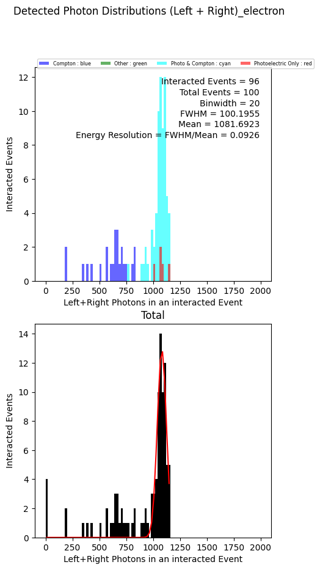 Detected Photon Distributions (Left + Right)_electron
Compton : blue Other : green Photo & Compton : cyan Photoelectric Only : red
Interacted Events = 96
Total Events = 100
Binwidth = 20
FWHM = 100.1955
Mean = 1081.6923
Energy Resolution = FWHM/Mean = 0.0926
12
10
8
6
4
2
0
Interacted Events
0 250 500 750 1000 1250 1500 1750 2000
Left+Right Photons in an interacted Event
Total
14
12
10
8
6
4
2
0
Interacted Events
0 250 500 750 1000 1250 1500 1750 2000
Left+Right Photons in an interacted Event